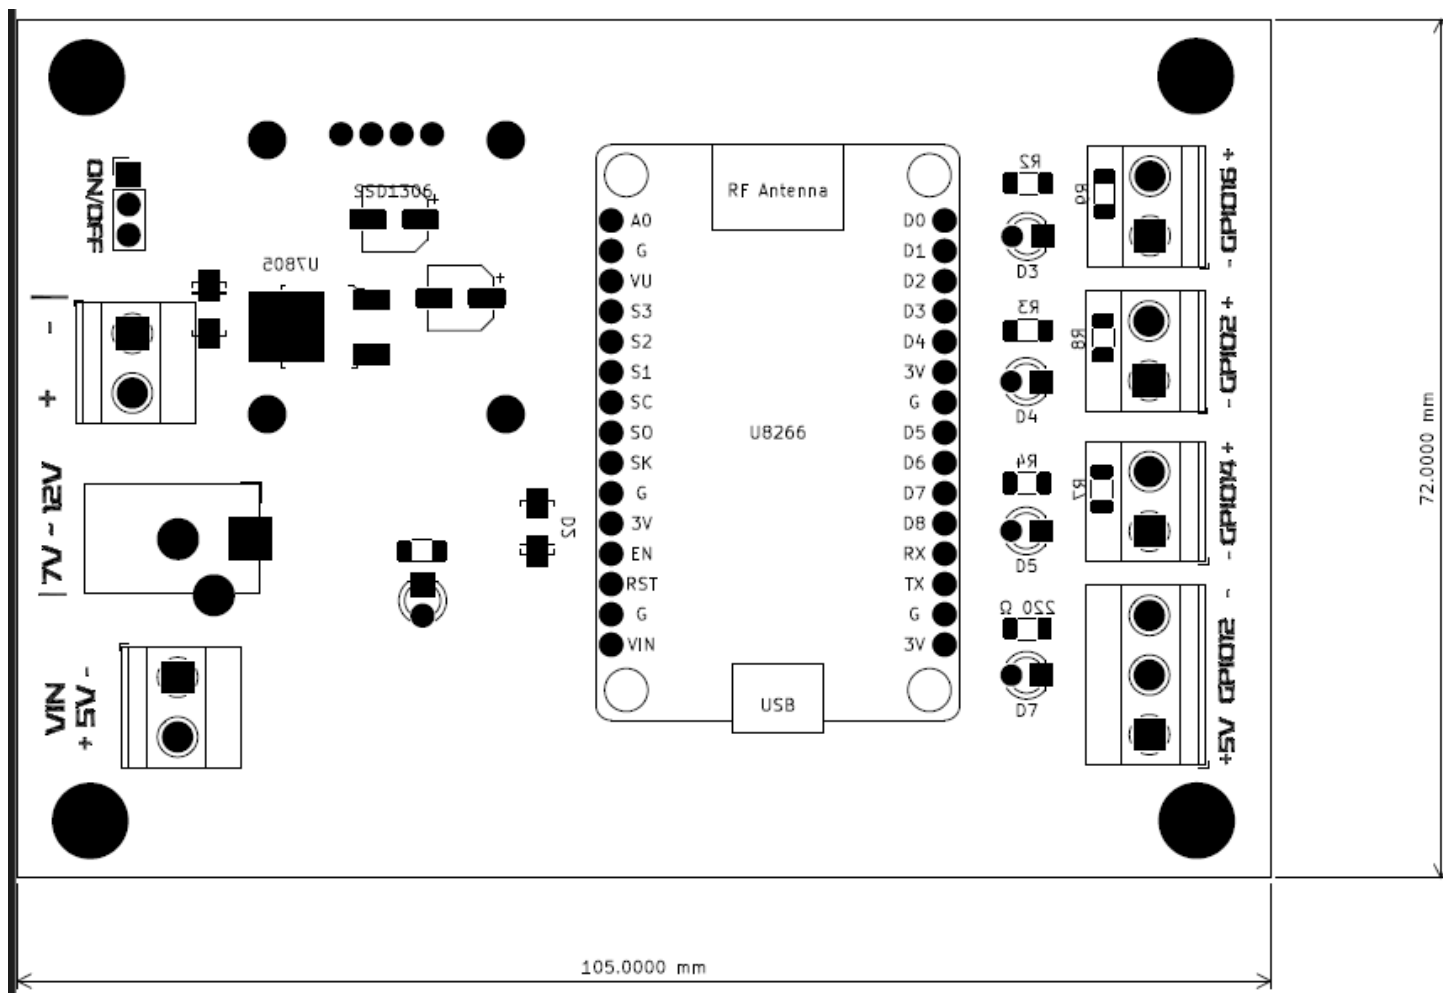 ON/OFF
SSD1306
+
U7805
+
-
+
7V ~ 12V
VIN
+ 5V -
D2
RF Antenna
A0
G
VU
S3
S2
S1
SC
SO
SK
G
3V
EN
RST
G
VIN
U8266
USB
D0
D1
D2
D3
D4
3V
G
D5
D6
D7
D8
RX
TX
G
3V
R2
D3
R9
- GPIO16 +
R3
D4
R8
- GPIO2 +
R4
D5
R7
- GPIO14 +
220 Ω
D7
+5V GPIO12 -
72.0000 mm
105.0000 mm